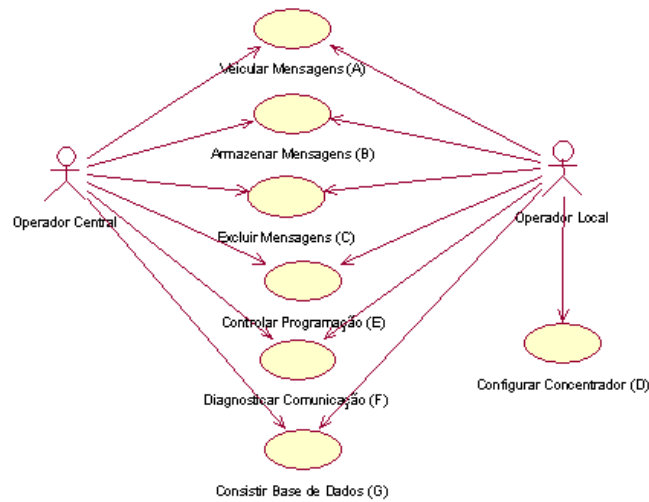 Veicular Mensagens (A)
Armazenar Mensagens (B)
Operador Central
Operador Local
Excluir Mensagens (C)
Controlar Programação (E)
Configurar Concentrador (D)
Diagnosticar Comunicação (F)
Consistir Base de Dados (G)